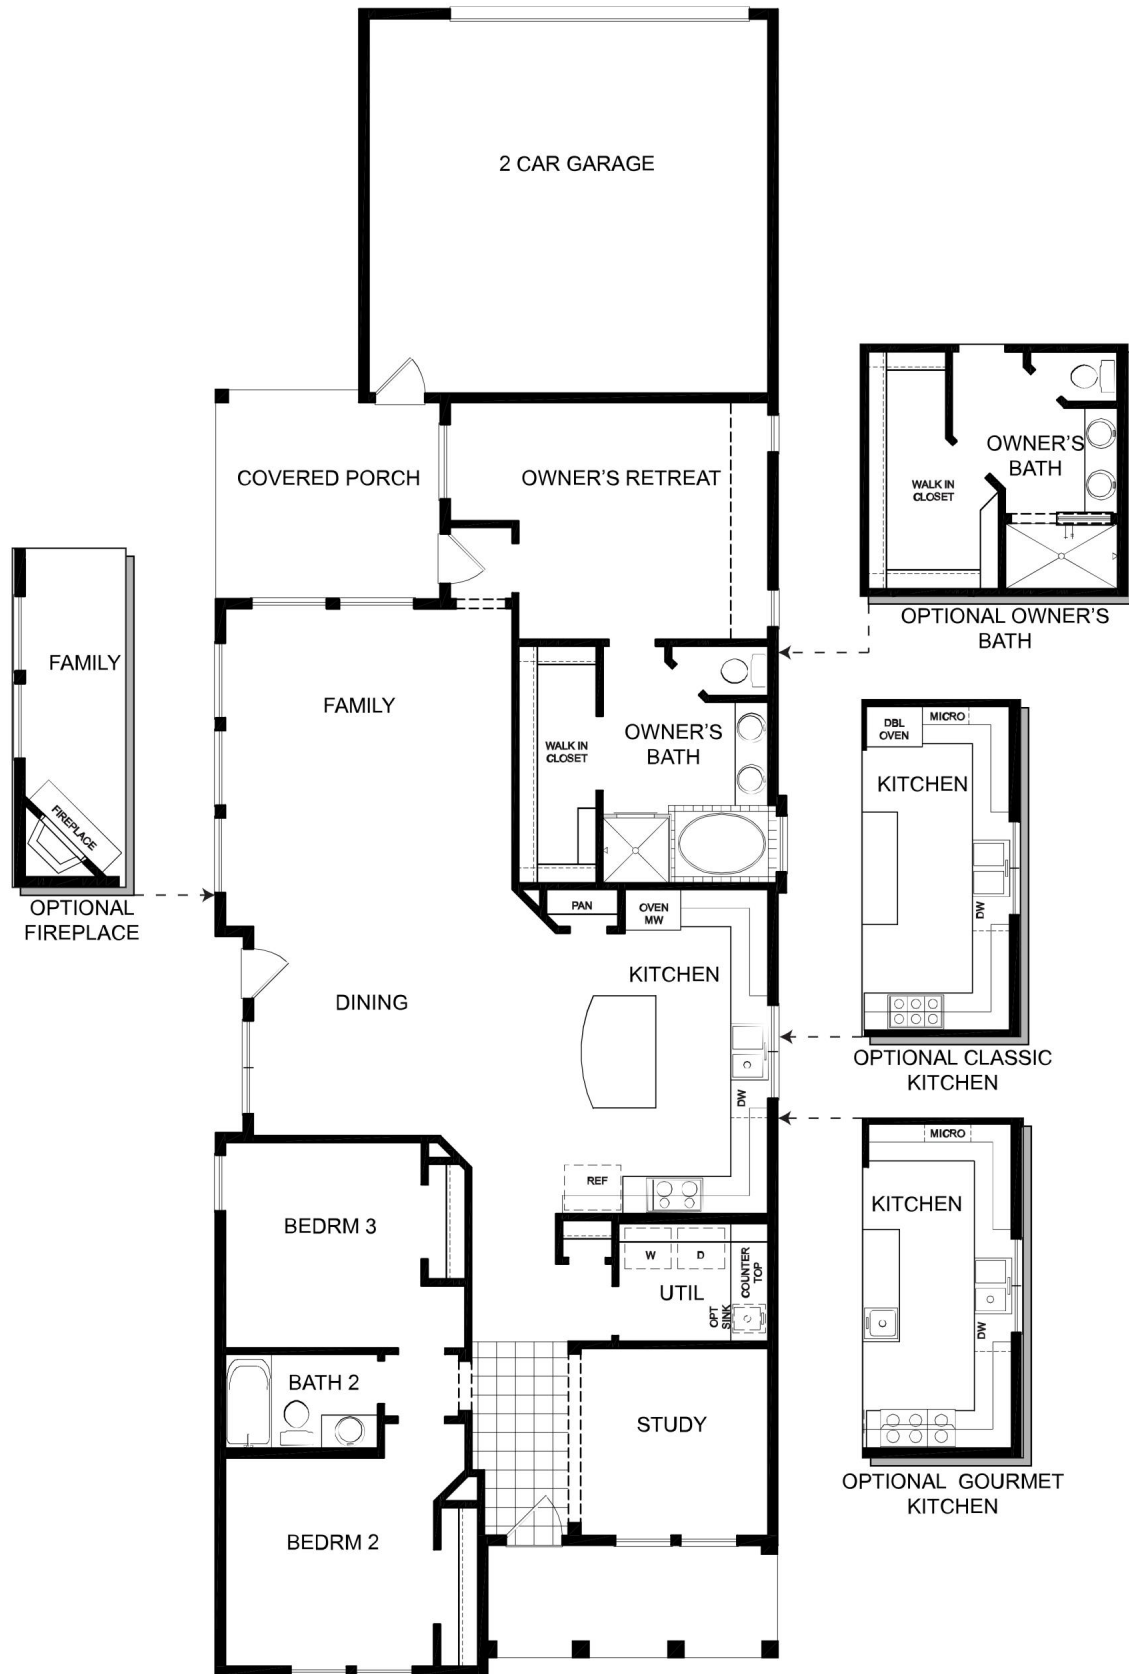 2 CAR GARAGE
COVERED PORCH
OWNER'S RETREAT
OWNER'S
BATH
WALK IN
CLOSET
OPTIONAL OWNER'S
BATH
FAMILY
FIREPLACE
OPTIONAL
FIREPLACE
FAMILY
WALK IN
CLOSET
OWNER'S
BATH
DBL
OVEN
MICRO
KITCHEN
DW
OPTIONAL CLASSIC
KITCHEN
PAN
OVEN
MW
KITCHEN
DINING
DW
REF
MICRO
KITCHEN
DW
OPTIONAL GOURMET
KITCHEN
BEDRM 3
W
D
COUNTER
TOP
UTIL
OPT
SINK
BATH 2
STUDY
BEDRM 2